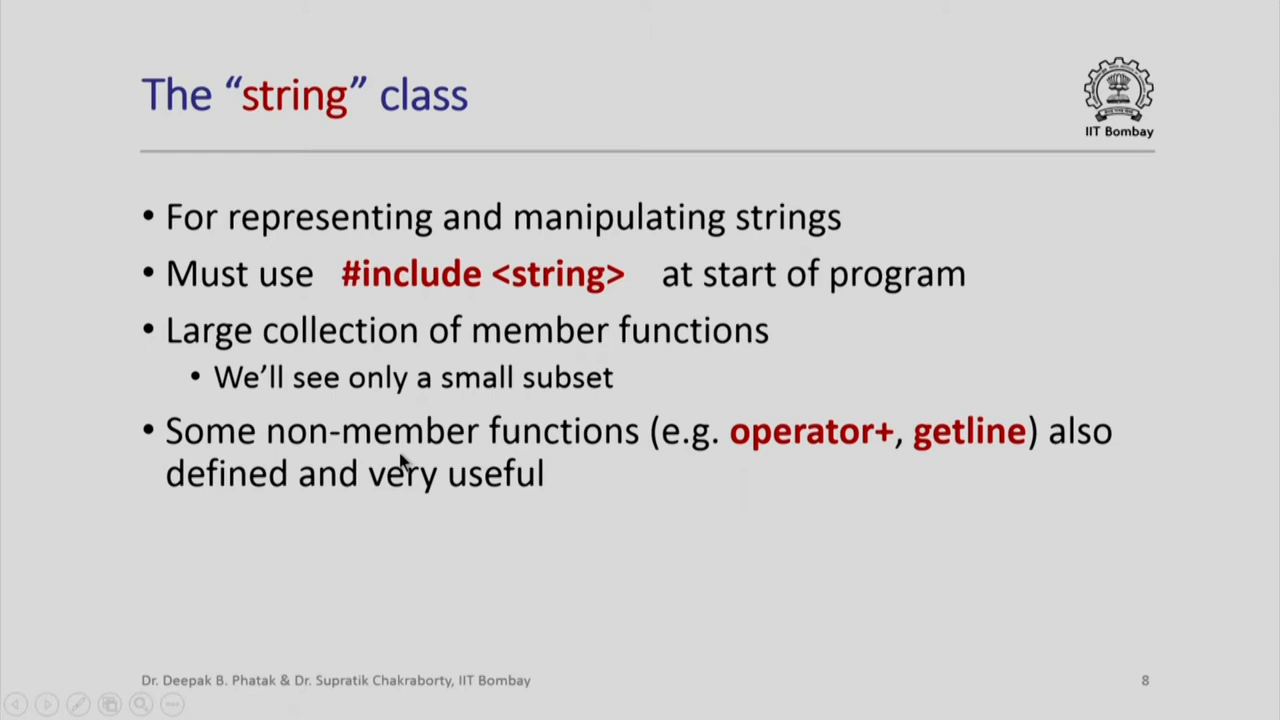 The “string” class
IIT Bombay
• For representing and manipulating strings
• Must use #include <string> at start of program
• Large collection of member functions
• We’ll see only a small subset
• Some non-member functions (e.g. operator+, getline) also
defined and very useful
Dr. Deepak B. Phatak & Dr. Supratik Chakraborty, IIT Bombay
8